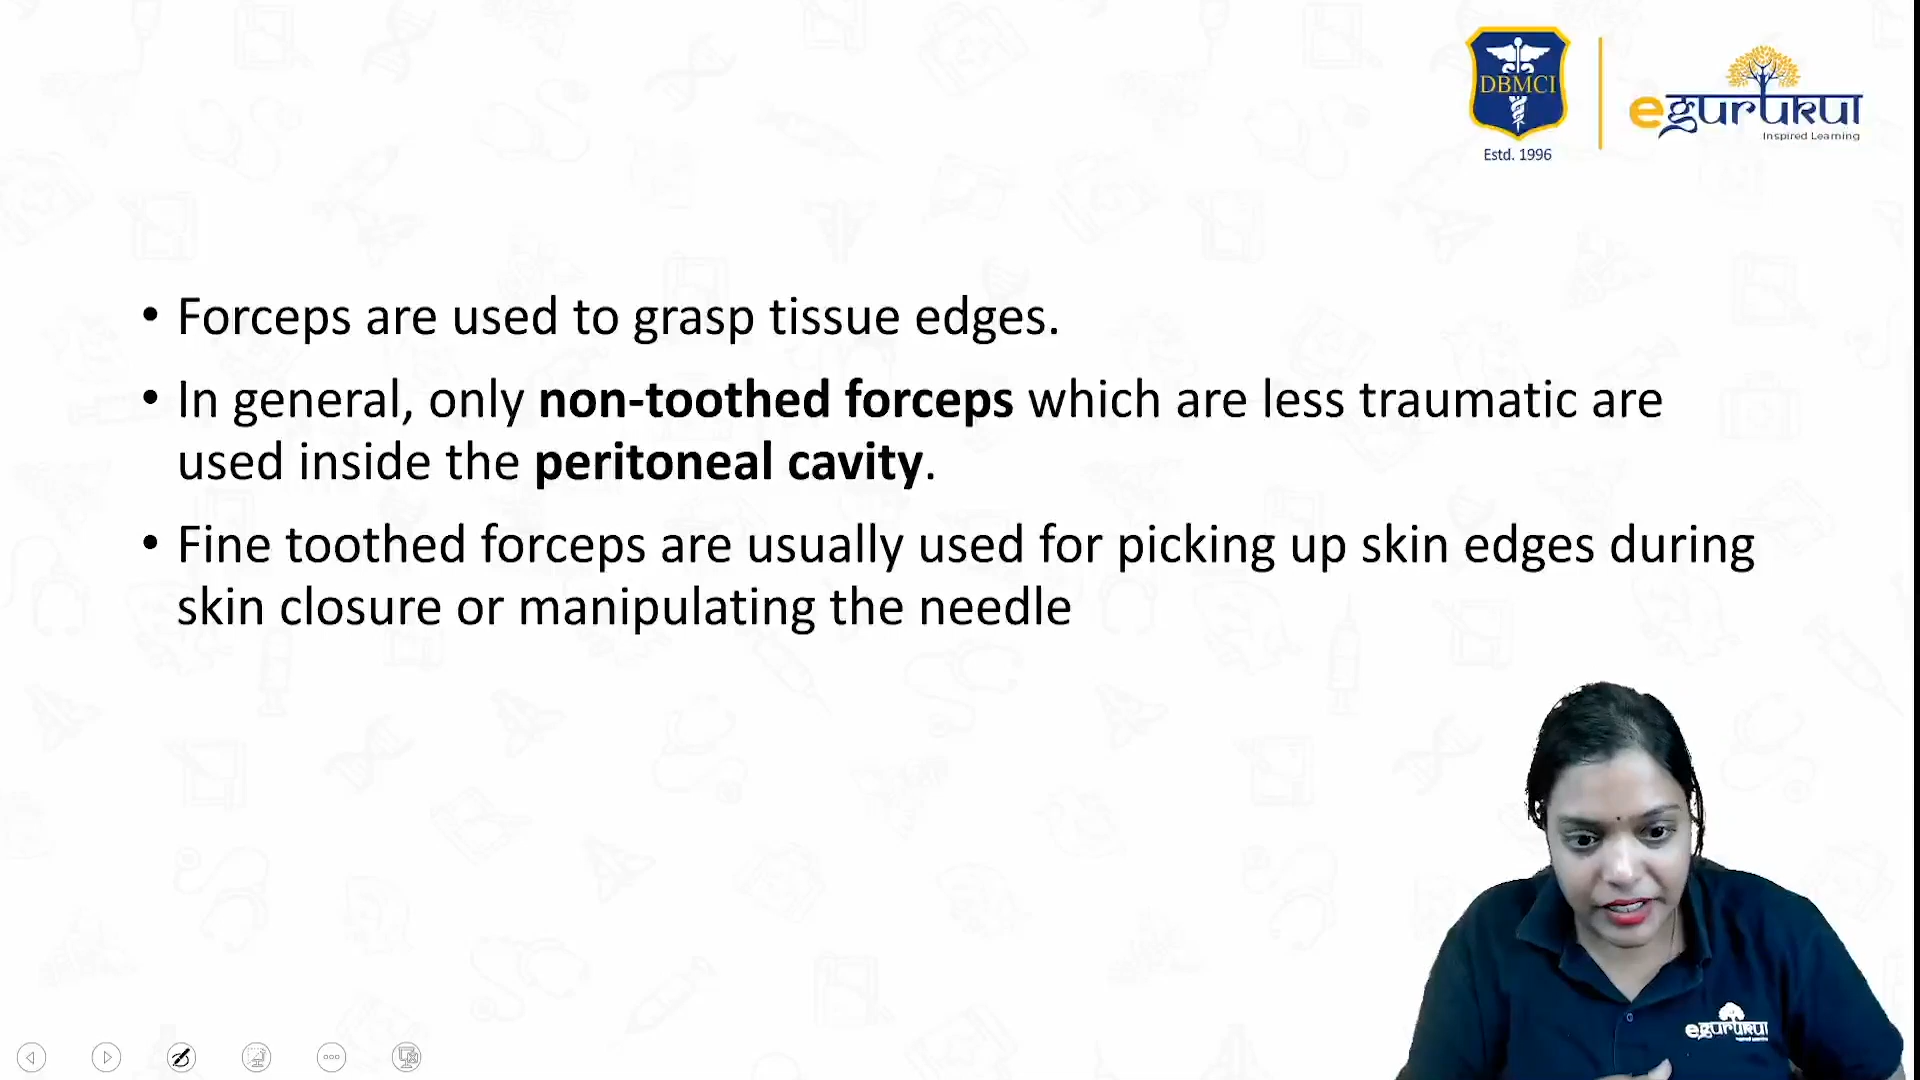 DBMCI
Estd. 1996
egurukul
Inspired Learning
• Forceps are used to grasp tissue edges.
• In general, only non-toothed forceps which are less traumatic are
used inside the peritoneal cavity.
• Fine toothed forceps are usually used for picking up skin edges during
skin closure or manipulating the needle
egurukul